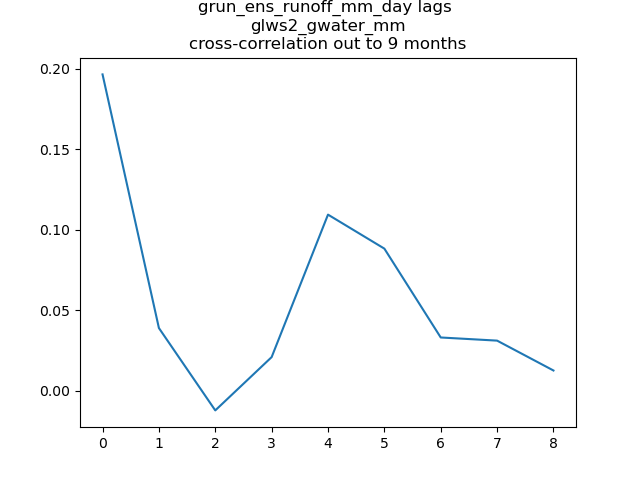 grun_ens_runoff_mm_day lags
glws2_gwater_mm
cross-correlation out to 9 months
0.20
0.15
0.10
0.05
0.00
0 1 2 3 4 5 6 7 8